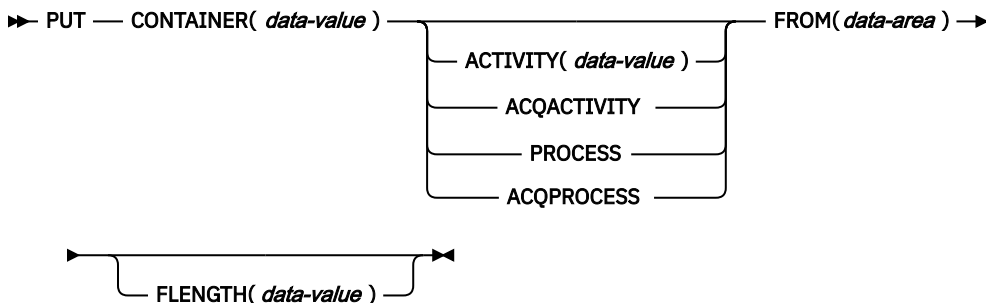 PUT CONTAINER( data-value ) FROM( data-area )
ACTIVITY( data-value )
ACQACTIVITY
PROCESS
ACQPROCESS
FLENGTH( data-value )